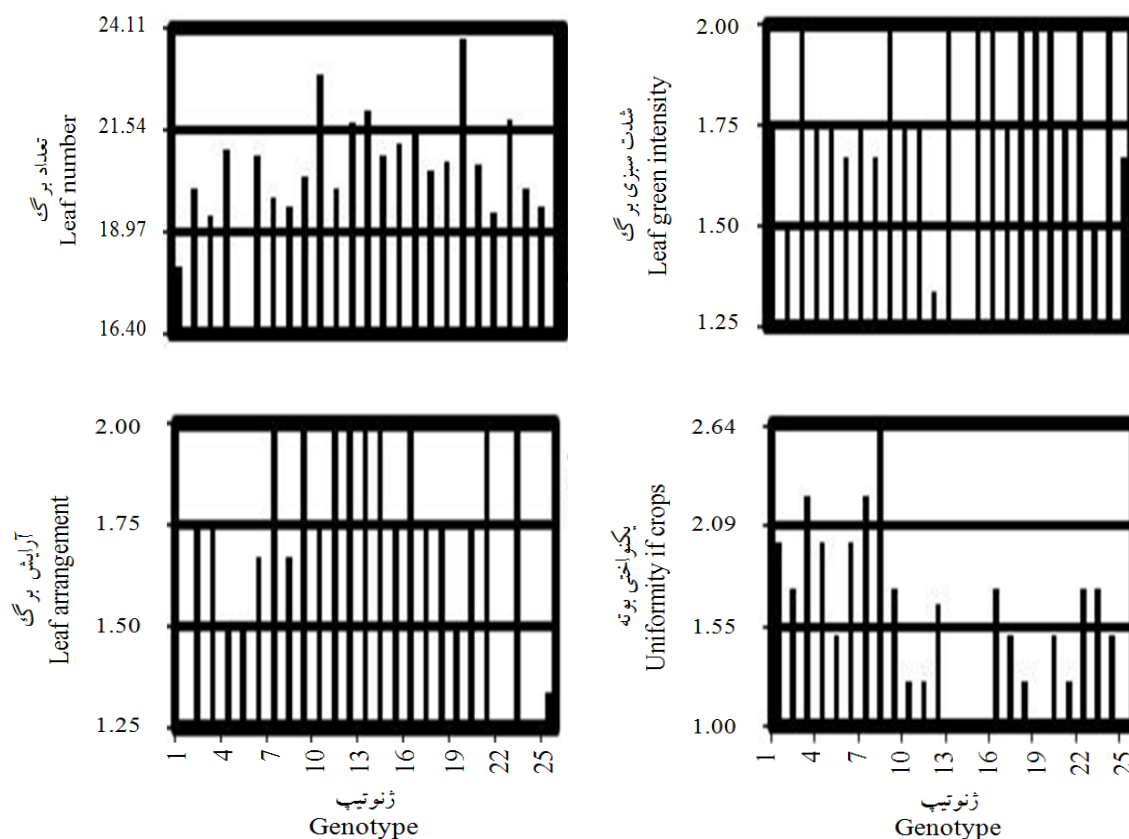 24.11
21.54
18.97
16.40
تعداد برگ
Leaf number
2.00
1.75
1.50
1.25
شدت سبزی برگ
Leaf green intensity
2.00
1.75
1.50
1.25
آرایش برگ
Leaf arrangement
1
4
7
10
13
16
19
22
25
ژنوتیپ
Genotype
2.64
2.09
1.55
1.00
یکنواختی بوته
Uniformity if crops
1
4
7
10
13
16
19
22
25
ژنوتیپ
Genotype